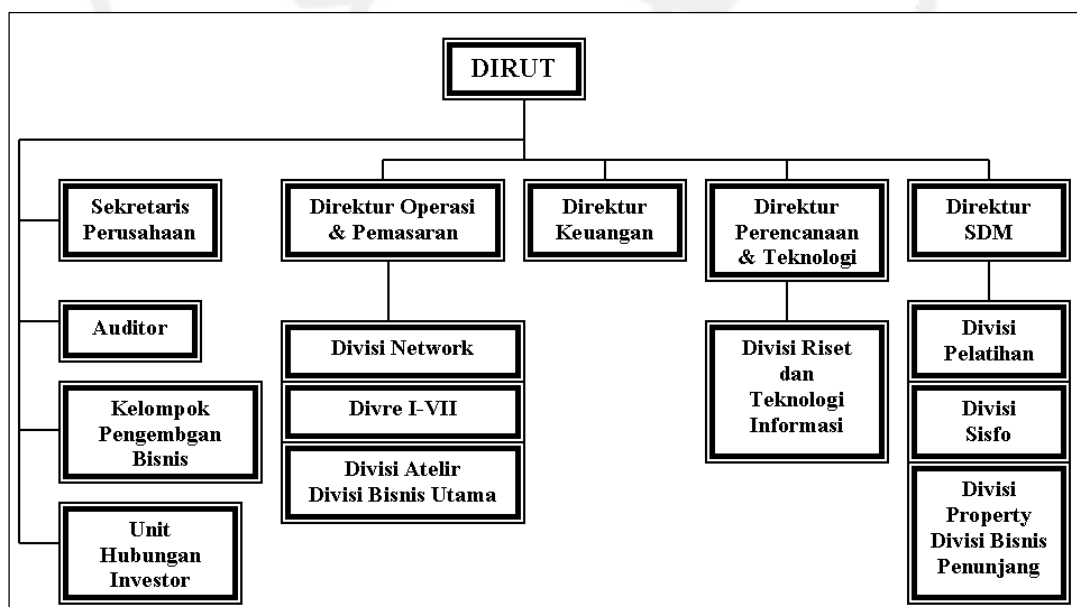 DIRUT
Sekretaris
Perusahaan
Direktur Operasi
& Pemasaran
Direktur
Keuangan
Direktur
Perencanaan
& Teknologi
Direktur
SDM
Auditor
Kelompok
Pengembgan
Bisnis
Unit
Hubungan
Investor
Divisi Network
Divre I-VII
Divisi Atelir
Divisi Bisnis Utama
Divisi Riset
dan
Teknologi
Informasi
Divisi
Pelatihan
Divisi
Sisfo
Divisi
Property
Divisi Bisnis
Penunjang